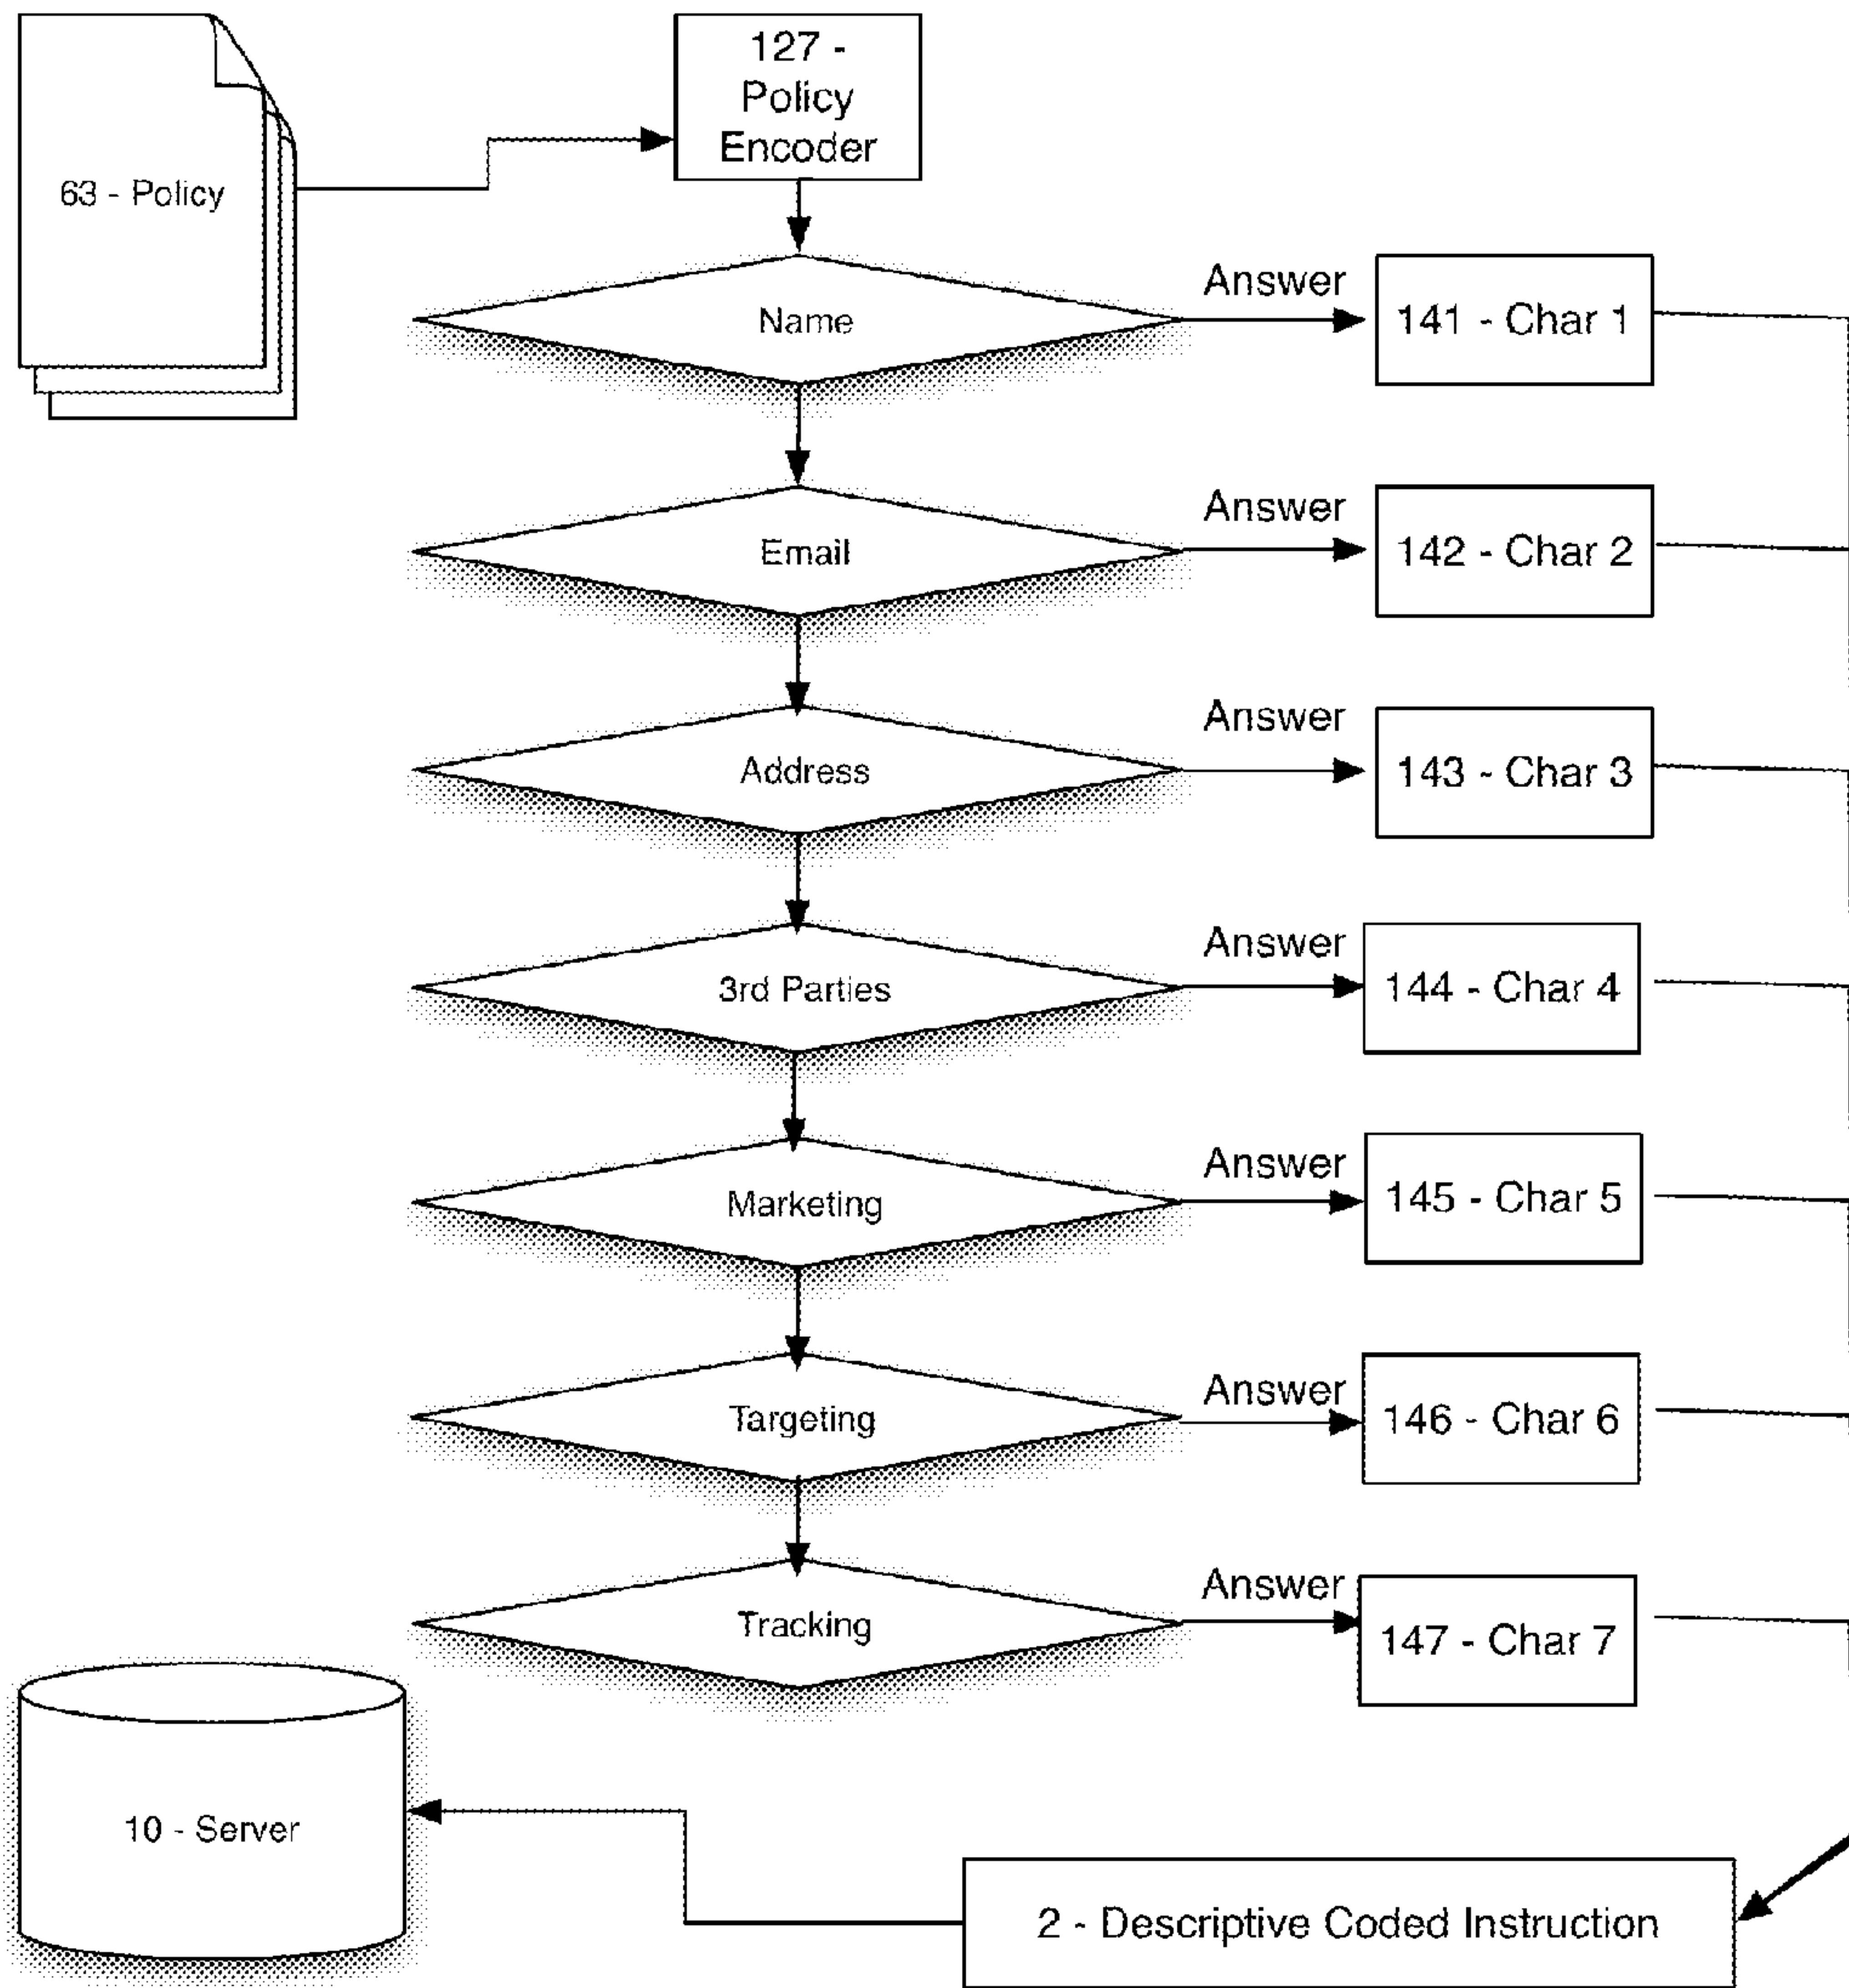 127 -
Policy
Encoder
63 - Policy
Name
Answer
141 - Char 1
Email
Answer
142 - Char 2
Address
Answer
143 - Char 3
3rd Parties
Answer
144 - Char 4
Marketing
Answer
145 - Char 5
Targeting
Answer
146 - Char 6
Tracking
Answer
147 - Char 7
10 - Server
2 - Descriptive Coded Instruction